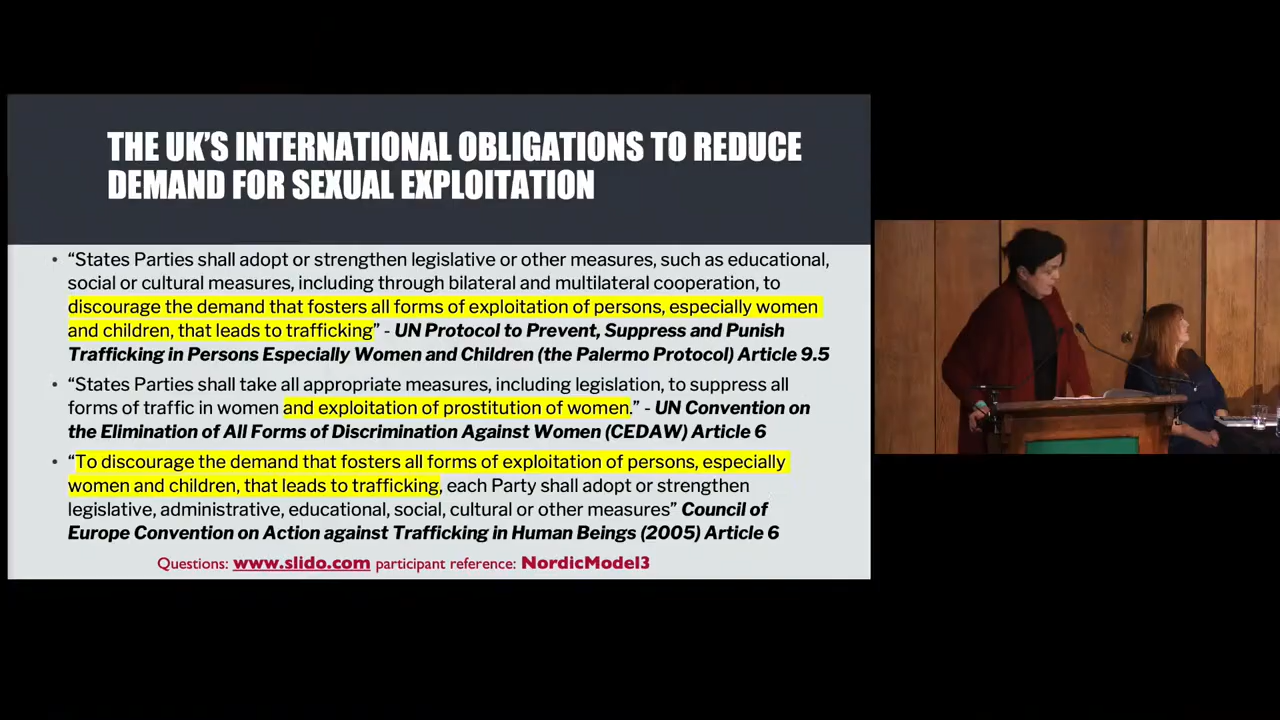 THE UK'S INTERNATIONAL OBLIGATIONS TO REDUCE
DEMAND FOR SEXUAL EXPLOITATION
• “States Parties shall adopt or strengthen legislative or other measures, such as educational,
social or cultural measures, including through bilateral and multilateral cooperation, to
discourage the demand that fosters all forms of exploitation of persons, especially women
and children, that leads to trafficking” - UN Protocol to Prevent, Suppress and Punish
Trafficking in Persons Especially Women and Children (the Palermo Protocol) Article 9.5
• “States Parties shall take all appropriate measures, including legislation, to suppress all
forms of traffic in women and exploitation of prostitution of women.” - UN Convention on
the Elimination of All Forms of Discrimination Against Women (CEDAW) Article 6
• “To discourage the demand that fosters all forms of exploitation of persons, especially
women and children, that leads to trafficking, each Party shall adopt or strengthen
legislative, administrative, educational, social, cultural or other measures” Council of
Europe Convention on Action against Trafficking in Human Beings (2005) Article 6
Questions: www.slido.com participant reference: NordicModel3